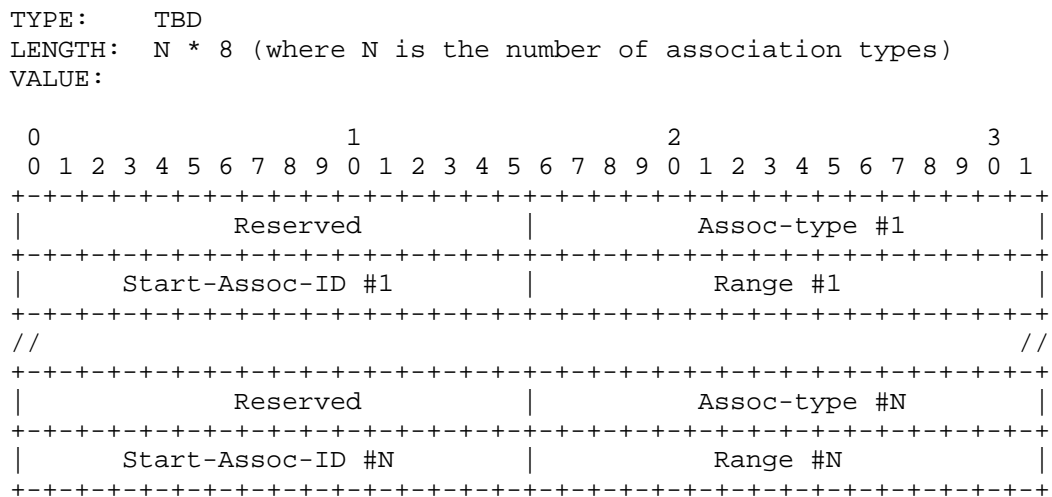 TYPE:     TBD
LENGTH:  N * 8 (where N is the number of association types)
VALUE:

 0                   1                   2                   3
 0 1 2 3 4 5 6 7 8 9 0 1 2 3 4 5 6 7 8 9 0 1 2 3 4 5 6 7 8 9 0 1
+-+-+-+-+-+-+-+-+-+-+-+-+-+-+-+-+-+-+-+-+-+-+-+-+-+-+-+-+-+-+-+-+
|             Reserved          |          Assoc-type #1        |
+-+-+-+-+-+-+-+-+-+-+-+-+-+-+-+-+-+-+-+-+-+-+-+-+-+-+-+-+-+-+-+-+
|      Start-Assoc-ID #1        |           Range #1            |
+-+-+-+-+-+-+-+-+-+-+-+-+-+-+-+-+-+-+-+-+-+-+-+-+-+-+-+-+-+-+-+-+
//                                                             //
+-+-+-+-+-+-+-+-+-+-+-+-+-+-+-+-+-+-+-+-+-+-+-+-+-+-+-+-+-+-+-+-+
|             Reserved          |          Assoc-type #N        |
+-+-+-+-+-+-+-+-+-+-+-+-+-+-+-+-+-+-+-+-+-+-+-+-+-+-+-+-+-+-+-+-+
|      Start-Assoc-ID #N        |           Range #N            |
+-+-+-+-+-+-+-+-+-+-+-+-+-+-+-+-+-+-+-+-+-+-+-+-+-+-+-+-+-+-+-+-+